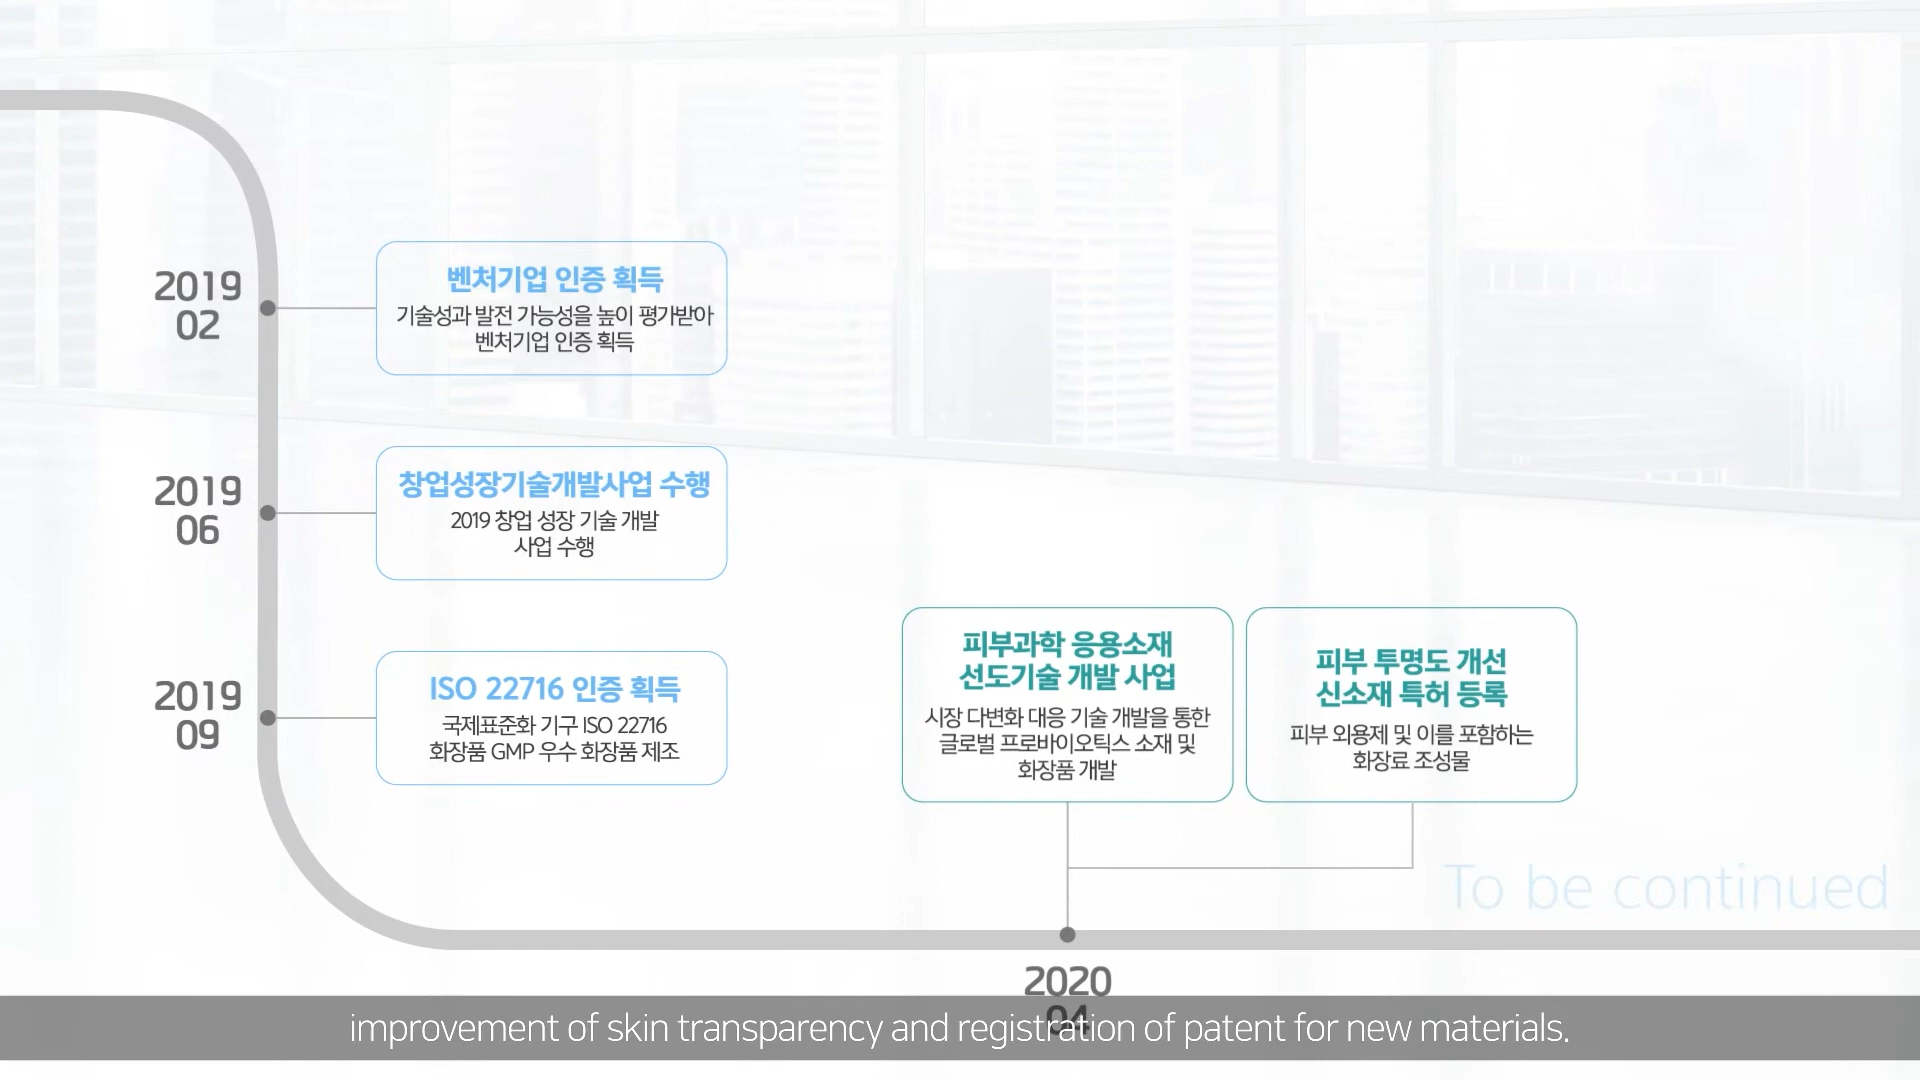 2019
02
벤처기업 인증 획득
기술성과 발전 가능성을 높이 평가받아
벤처기업 인증 획득
2019
06
창업성장기술개발사업 수행
2019 창업 성장 기술 개발
사업 수행
2019
09
ISO 22716 인증 획득
국제표준화 기구 ISO 22716
화장품 GMP 우수 화장품 제조
피부과학 응용소재
선도기술 개발 사업
시장 다변화 대응 기술 개발을 통한
글로벌 프로바이오틱스 소재 및
화장품 개발
피부 투명도 개선
신소재 특허 등록
피부 외용제 및 이를 포함하는
화장료 조성물
To be continued
2020
04
improvement of skin transparency and registration of patent for new materials.